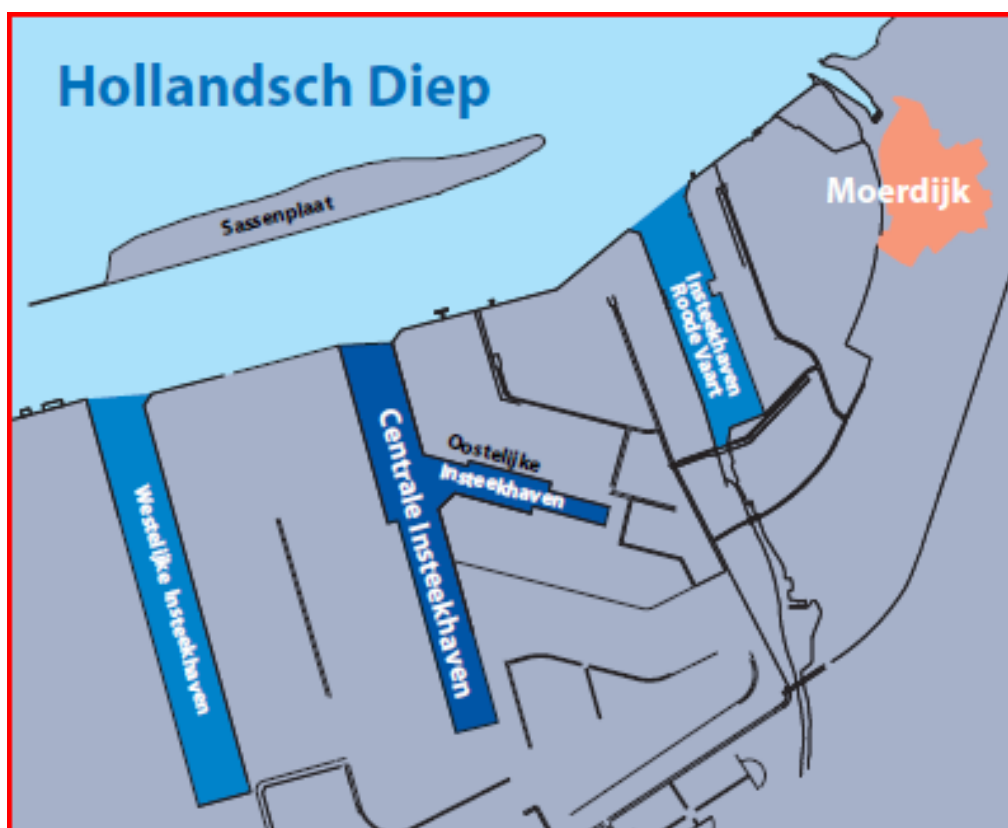 Hollandsch Diep
Sassenplaat
Moerdijk
Insteekhaven
Roode Vaart
Oostelijke
Insteekhaven
Centrale Insteekhaven
Westelijke Insteekhaven